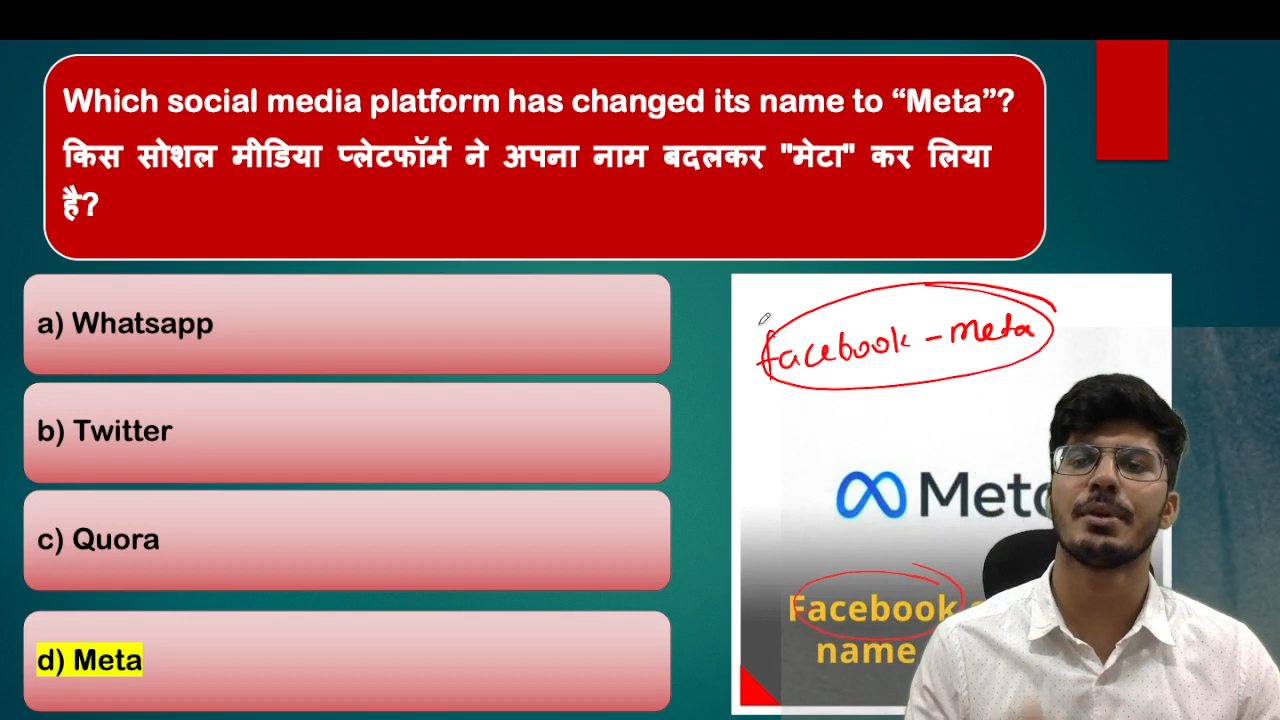 Which social media platform has changed its name to “Meta”?
किस सोशल मीडिया प्लेटफॉर्म ने अपना नाम बदलकर "मेटा" कर लिया
है?
a) Whatsapp
b) Twitter
c) Quora
d) Meta
Facebook - Meta
Facebook
name